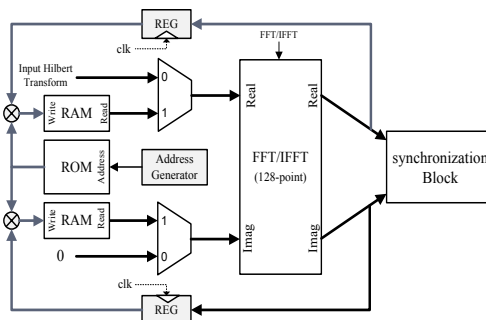 REG
clk
FFT/IFFT
Input Hilbert
Transform
0
1
Write
RAM
Read
Real
Real
ROM
Address
Address
Generator
FFT/IFFT
(128-point)
synchronization
Block
Write
RAM
Read
1
0
0
Imag
Imag
clk
REG